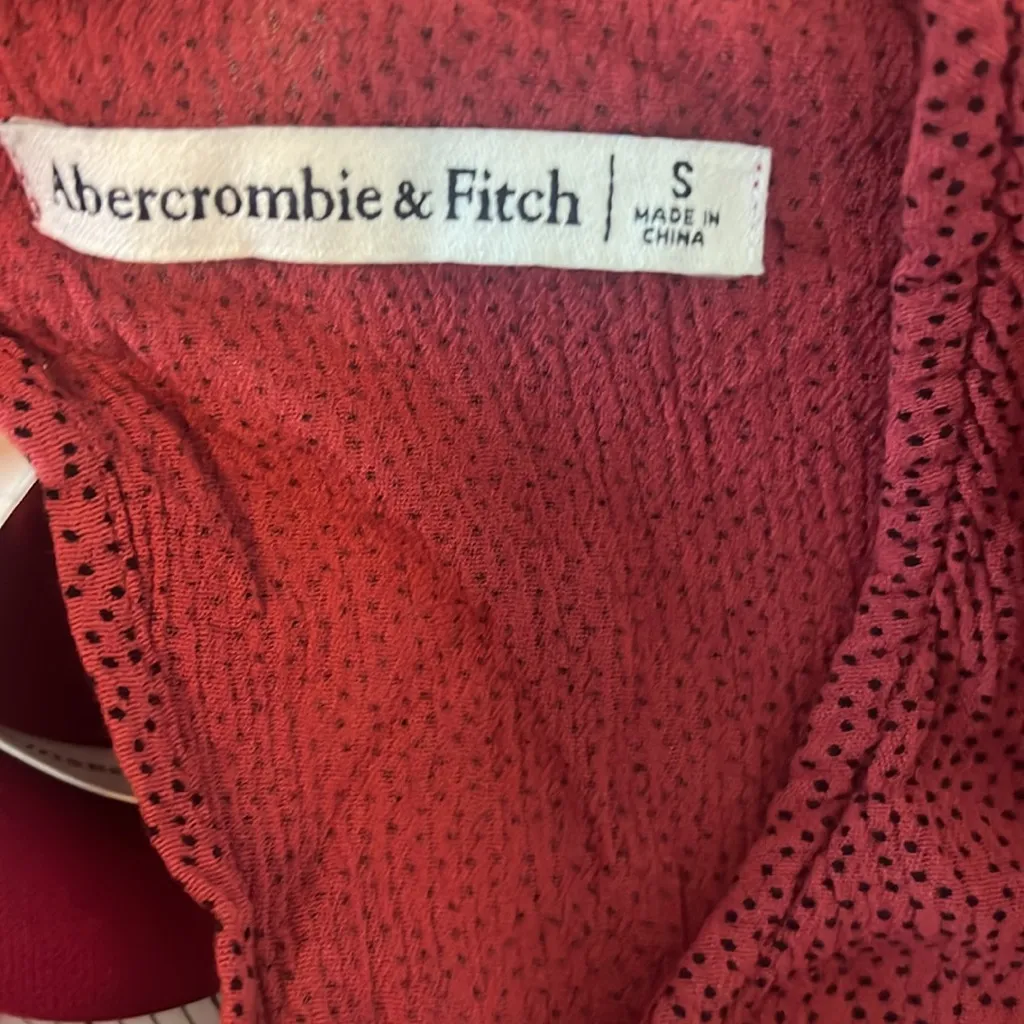 Abercrombie & Fitch
S
MADE IN
CHINA